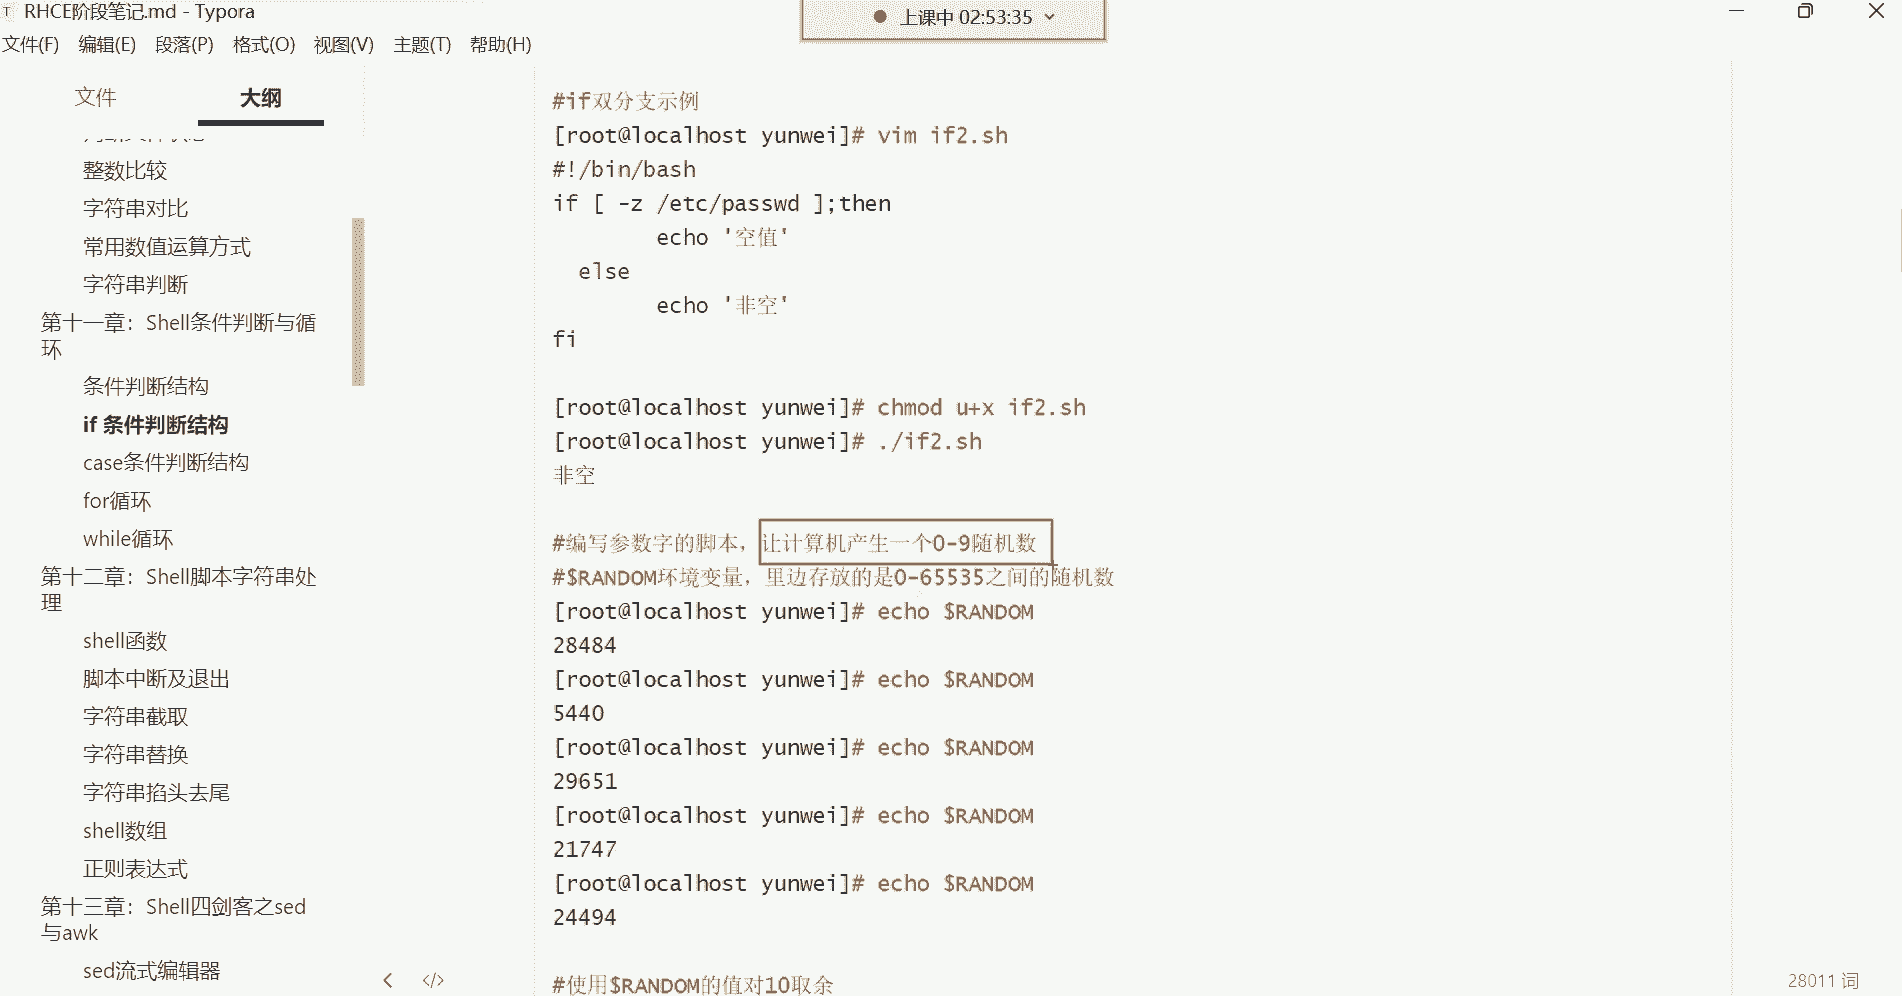 RHCE阶段笔记.md - Typora
上课中 02:53:35
文件(F) 编辑(E) 段落(P) 格式(O) 视图(V) 主题(T) 帮助(H)
文件 大纲
整数比较
字符串对比
常用数值运算方式
字符串判断
第十一章：Shell条件判断与循
环
条件判断结构
if 条件判断结构
case条件判断结构
for循环
while循环
第十二章：Shell脚本字符串处
理
shell函数
脚本中断及退出
字符串截取
字符串替换
字符串掐头去尾
shell数组
正则表达式
第十三章：Shell四剑客之sed
与awk
sed流式编辑器
#if双分支示例
[root@localhost yunwei]# vim if2.sh
#!/bin/bash
if [ -z /etc/passwd ];then
echo '空值'
else
echo '非空'
fi
[root@localhost yunwei]# chmod u+x if2.sh
[root@localhost yunwei]# ./if2.sh
非空
#编写参数字的脚本，让计算机产生一个0-9随机数
#$RANDOM环境变量，里边存放的是0-65535之间的随机数
[root@localhost yunwei]# echo $RANDOM
28484
[root@localhost yunwei]# echo $RANDOM
5440
[root@localhost yunwei]# echo $RANDOM
29651
[root@localhost yunwei]# echo $RANDOM
21747
[root@localhost yunwei]# echo $RANDOM
24494
#使用$RANDOM的值对10取余
28011 词